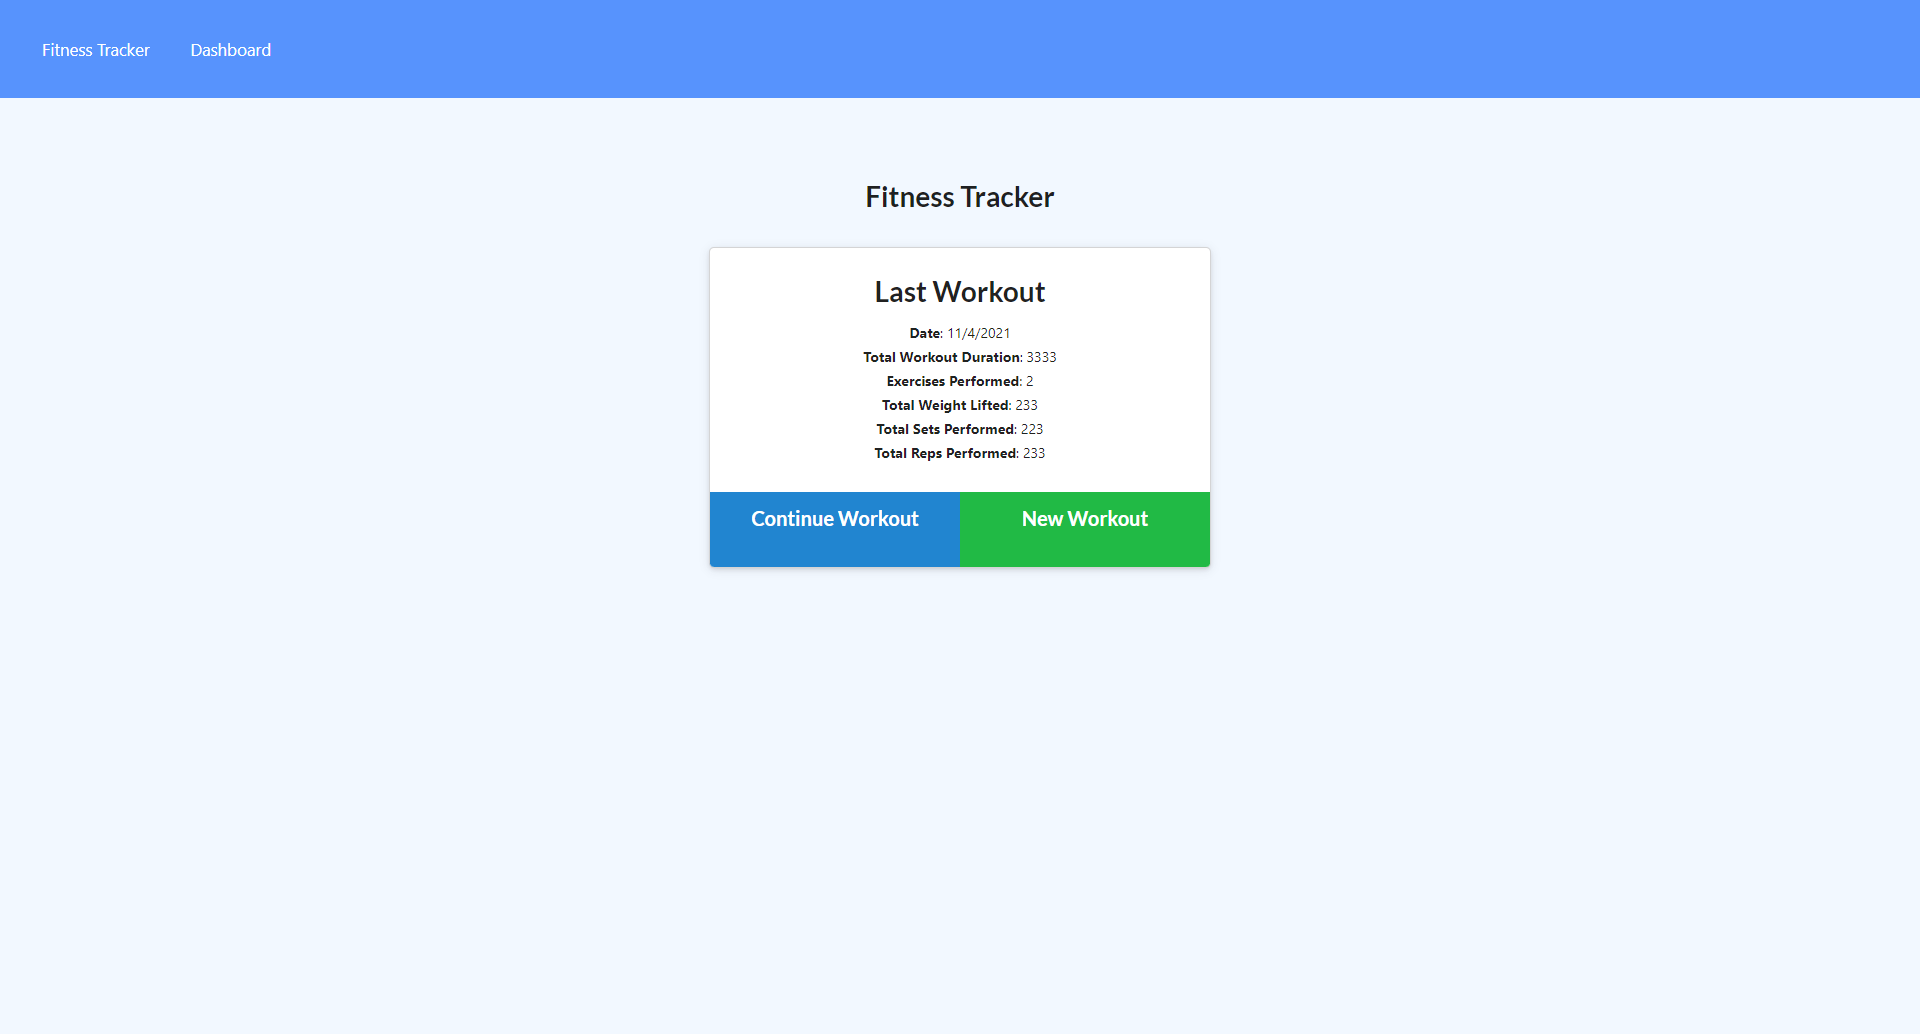 Fitness Tracker Dashboard
Fitness Tracker
Last Workout
Date: 11/4/2021
Total Workout Duration: 3333
Exercises Performed: 2
Total Weight Lifted: 233
Total Sets Performed: 223
Total Reps Performed: 233
Continue Workout New Workout